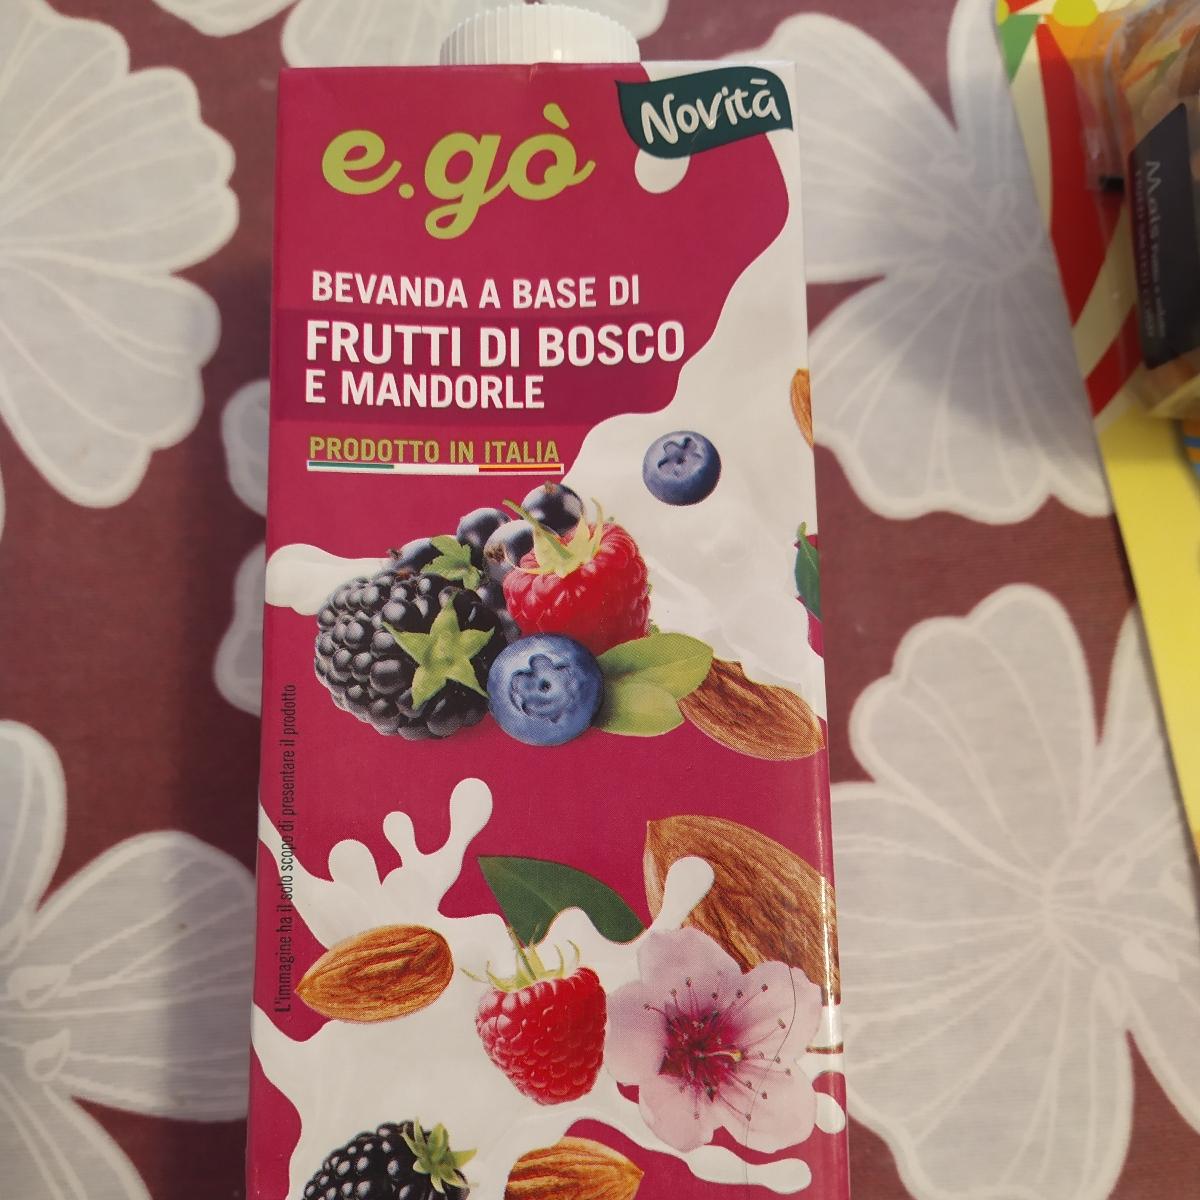 Novità
e.gò
BEVANDA A BASE DI
FRUTTI DI BOSCO
E MANDORLE
PRODOTTO IN ITALIA
L'immagine ha il solo scopo di presentare il prodotto
Mais